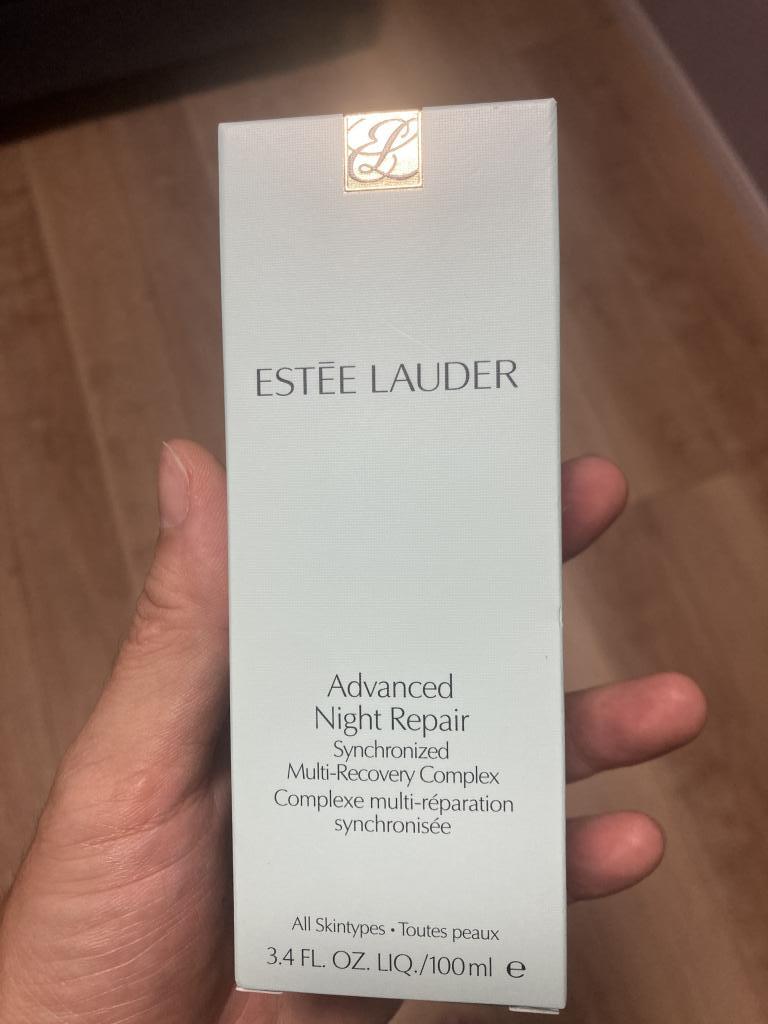 EL
ESTĒE LAUDER
Advanced
Night Repair
Synchronized
Multi-Recovery Complex
Complexe multi-réparation
synchronisée
All Skintypes • Toutes peaux
3.4 FL. OZ. LIQ./100ml e